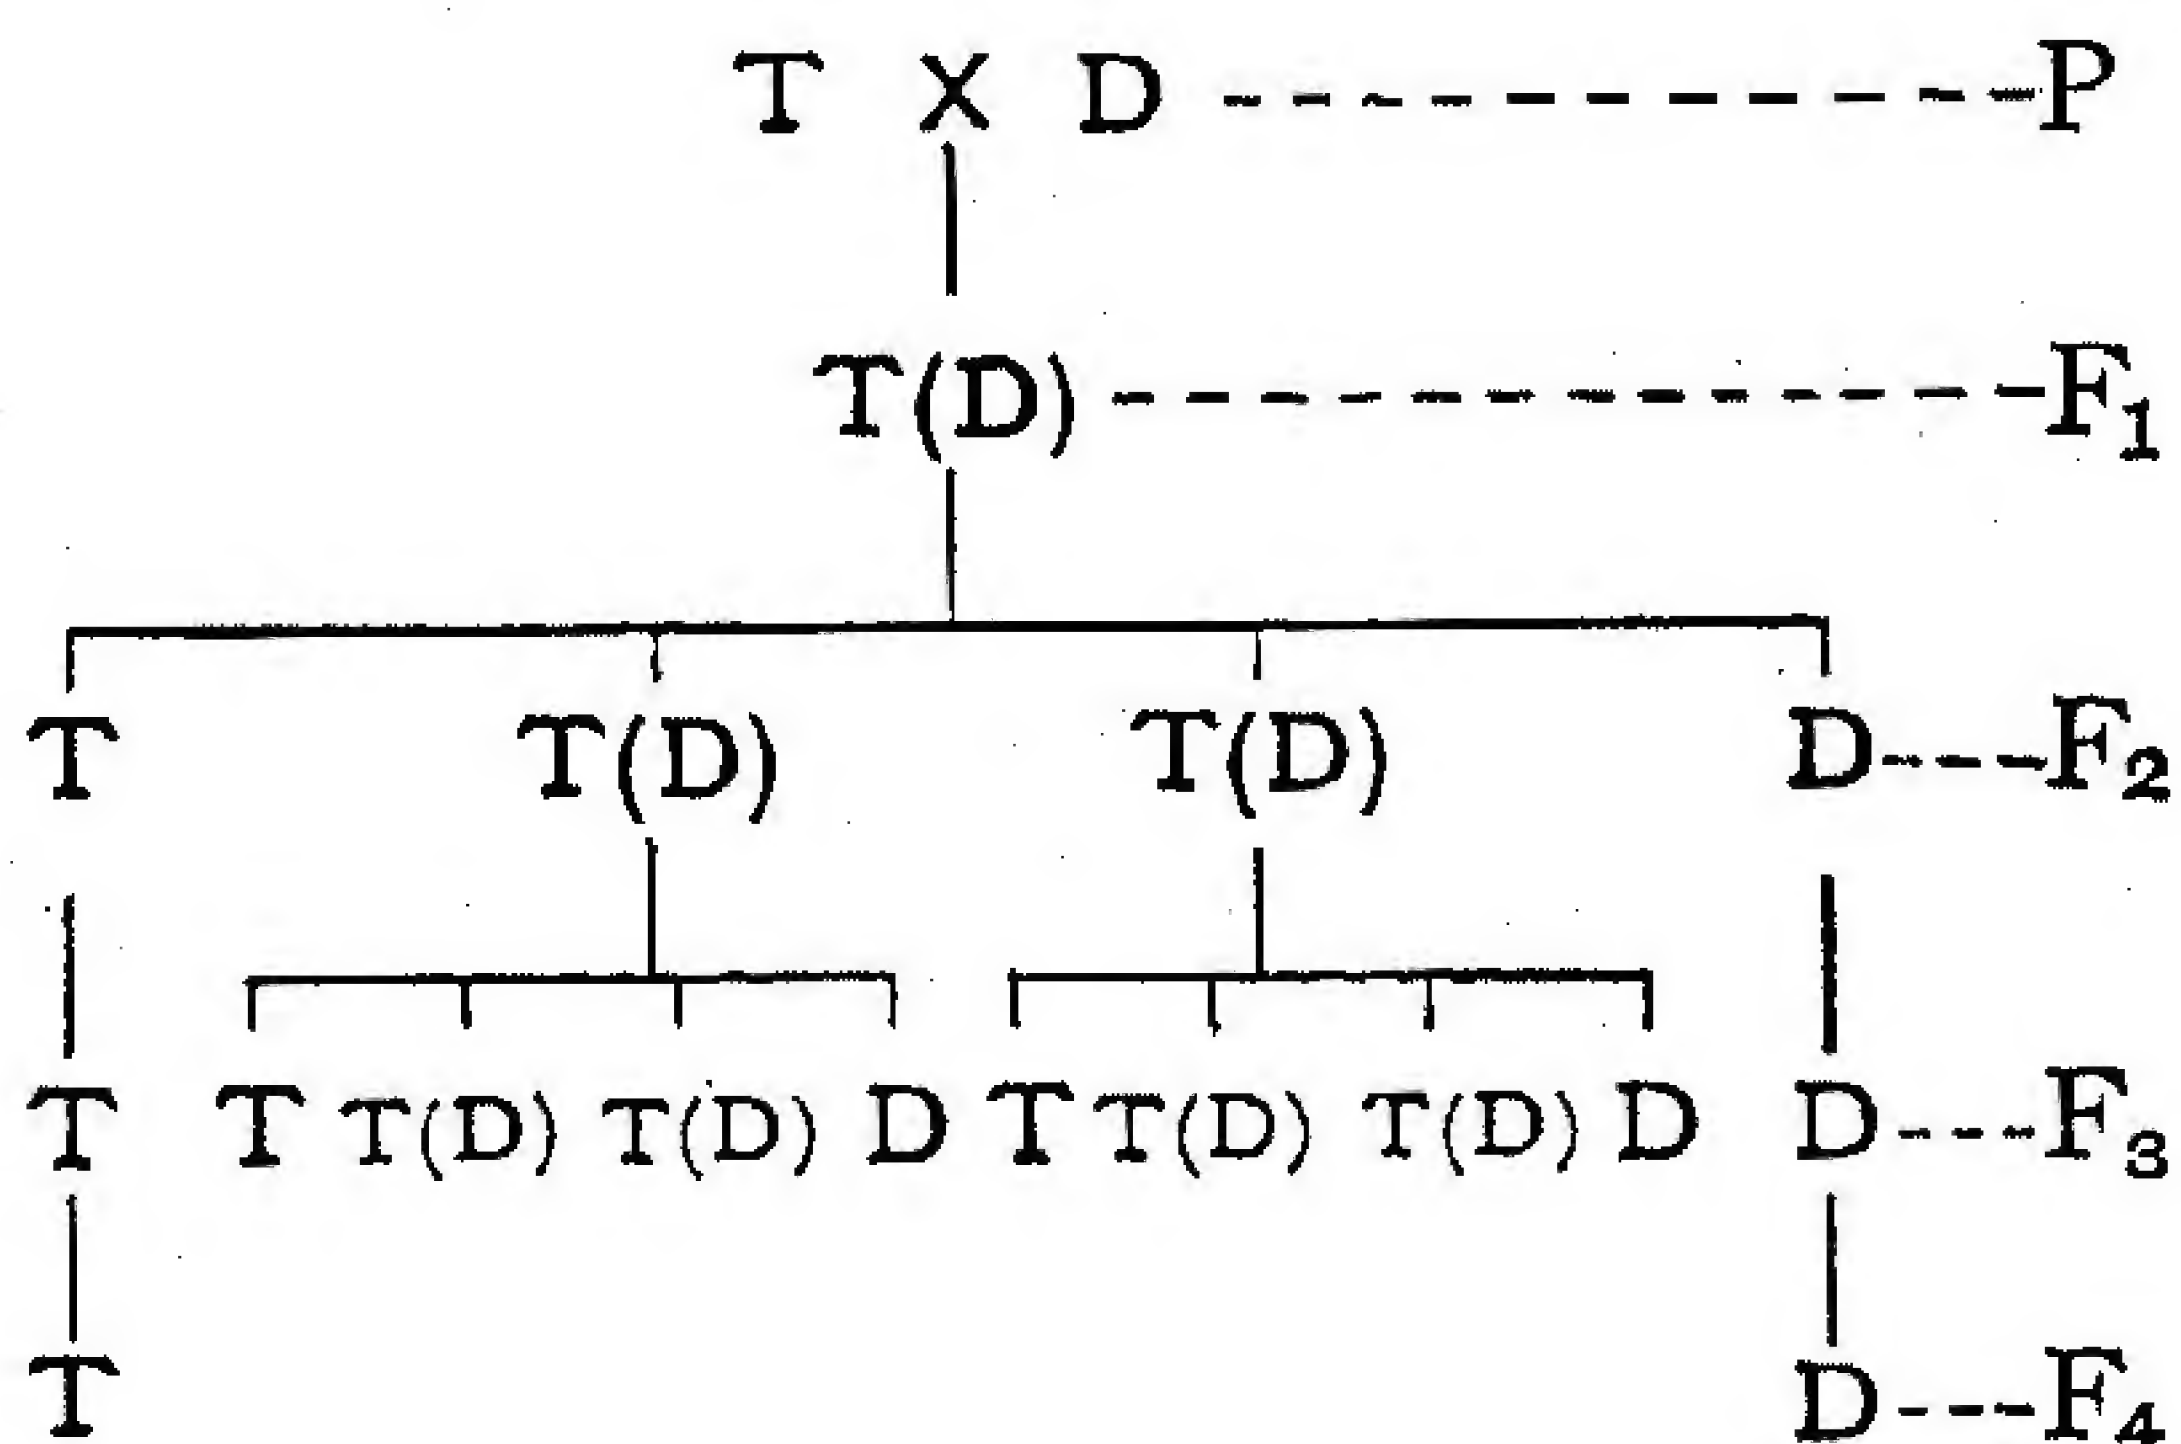 T X D ---------- P
T(D) ------------ F₁
T T(D) T(D) D --- F₂
T T T(D) T(D) D T T(D) T(D) D D --- F₃
T D --- F₄